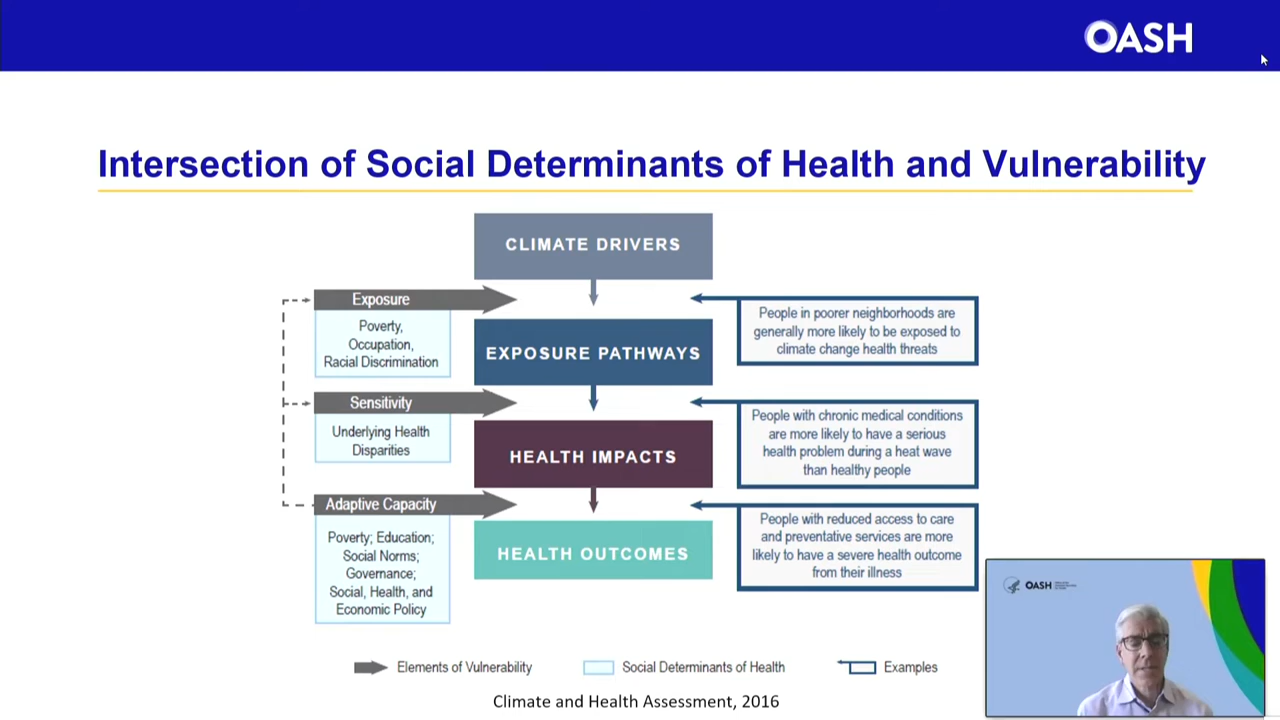 OASH
Intersection of Social Determinants of Health and Vulnerability
CLIMATE DRIVERS
Exposure
Poverty,
Occupation,
Racial Discrimination
People in poorer neighborhoods are
generally more likely to be exposed to
climate change health threats
EXPOSURE PATHWAYS
Sensitivity
Underlying Health
Disparities
People with chronic medical conditions
are more likely to have a serious
health problem during a heat wave
than healthy people
HEALTH IMPACTS
Adaptive Capacity
Poverty; Education;
Social Norms;
Governance;
Social, Health, and
Economic Policy
People with reduced access to care
and preventative services are more
likely to have a severe health outcome
from their illness
HEALTH OUTCOMES
Elements of Vulnerability
Social Determinants of Health
Examples
Climate and Health Assessment, 2016
OASH